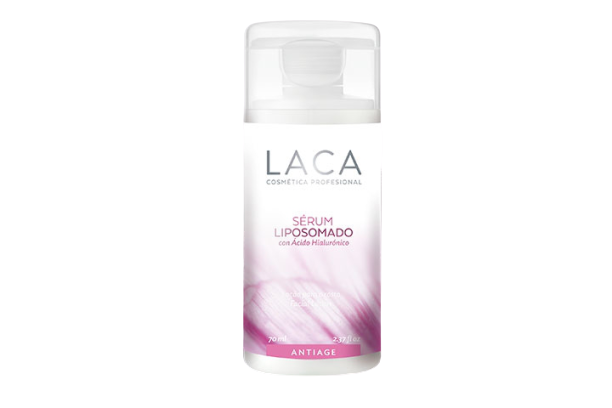 LACA
COSMÉTICA PROFESIONAL
SÉRUM
LIPOSOMADO
con Ácido Hialurónico
70 ml 2.37 fl oz
ANTIAGE